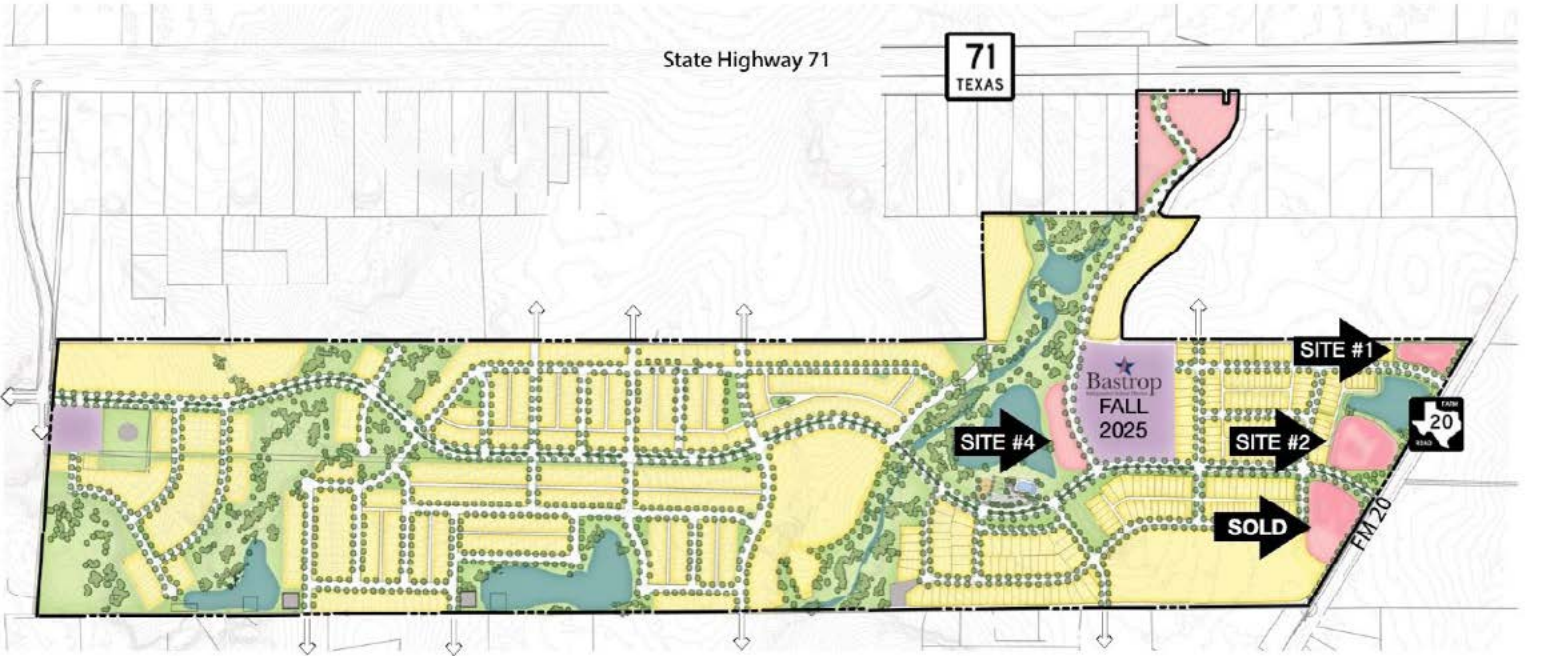 State Highway 71
71
TEXAS
SITE #1
Bastrop
FALL
2025
FARM
20
ROAD
SITE #4
SITE #2
SOLD
FM 20